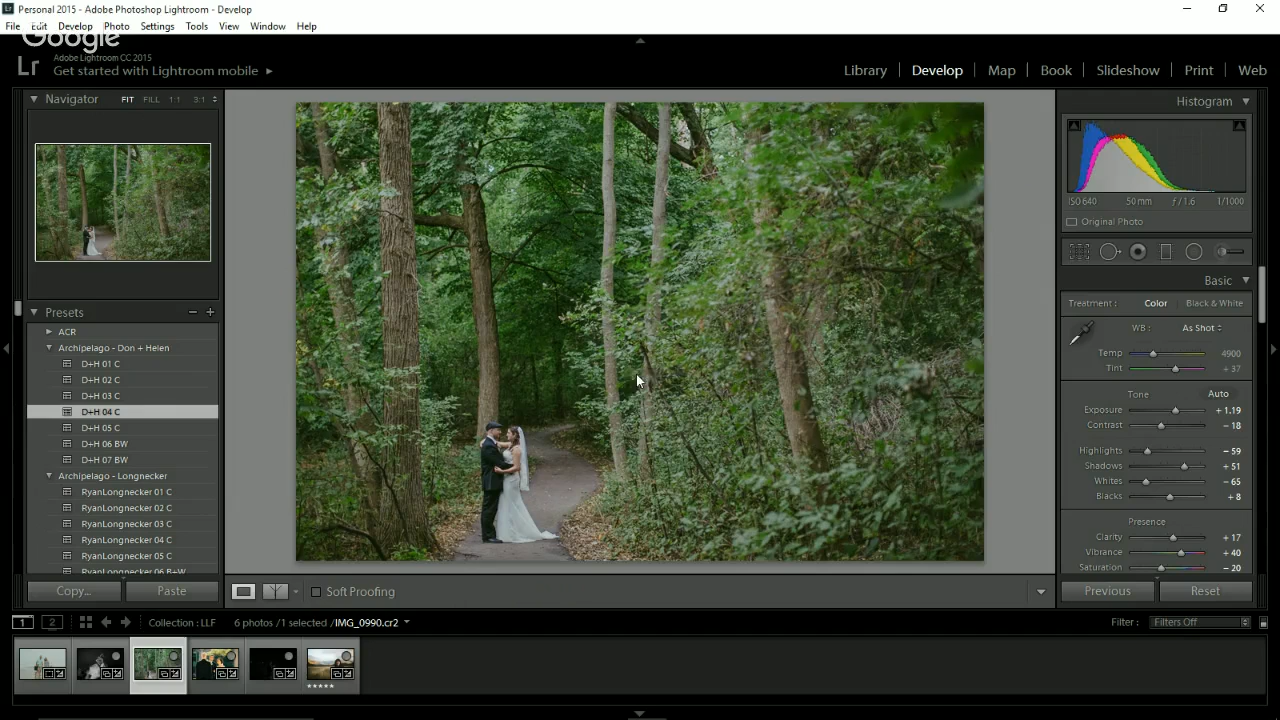 Personal 2015 - Adobe Photoshop Lightroom - Develop
File Edit Develop Photo Settings Tools View Window Help
Google
Lr
Adobe Lightroom CC 2015
Get started with Lightroom mobile
Library Develop Map Book Slideshow Print Web
Navigator FIT FILL 1:1 3:1
Histogram
ISO 640 50 mm ƒ / 1.6 1/1000
Original Photo
Basic
Treatment : Color Black & White
WB : As Shot
Temp 4900
Tint + 37
Tone Auto
Exposure + 1.19
Contrast – 18
Highlights – 59
Shadows + 51
Whites – 65
Blacks + 8
Presence
Clarity + 17
Vibrance + 40
Saturation – 20
Previous Reset
Presets
ACR
Archipelago - Don + Helen
D+H 01 C
D+H 02 C
D+H 03 C
D+H 04 C
D+H 05 C
D+H 06 BW
D+H 07 BW
Archipelago - Longnecker
RyanLongnecker 01 C
RyanLongnecker 02 C
RyanLongnecker 03 C
RyanLongnecker 04 C
RyanLongnecker 05 C
RyanLongnecker 06 B+W
Copy... Paste
Soft Proofing
1 2 Collection : LLF 6 photos / 1 selected / IMG_0990.cr2
Filter : Filters Off